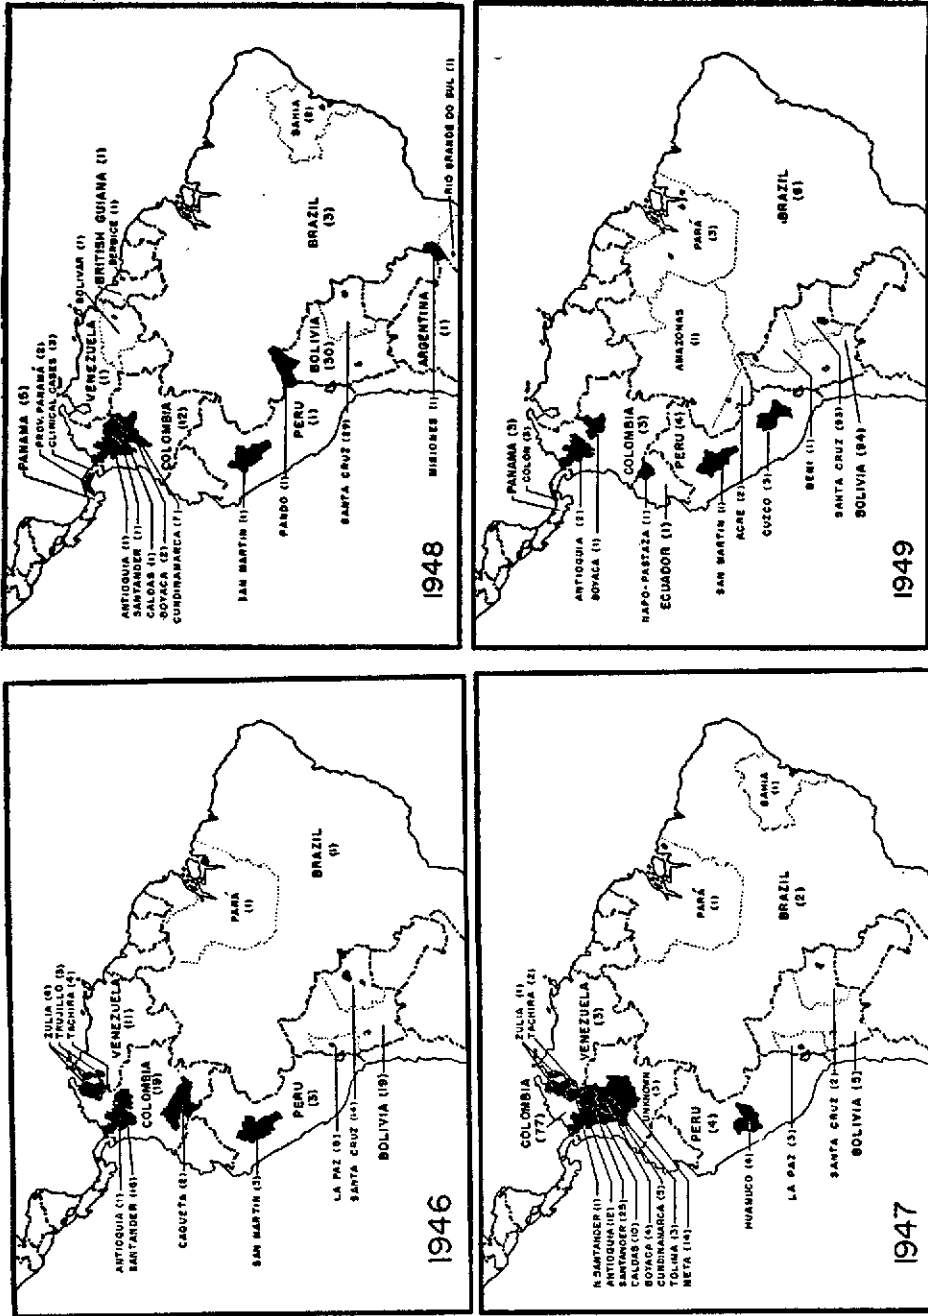 ZULIA (4)
TRUJILLO (3)
TACHIRA (4)
VENEZUELA
(11)
COLOMBIA
(19)
ANTIOQUIA (1)
SANTANDER (16)
CAQUETA (2)
SAN MARTIN (3)
PERU
(3)
PARÁ
(1)
BRAZIL
(1)
LA PAZ (5)
SANTA CRUZ (14)
BOLIVIA (19)
1946
ZULIA (1)
TACHIRA (2)
COLOMBIA
(77)
VENEZUELA
(3)
N.SANTANDER (1)
ANTIOQUIA (12)
SANTANDER (25)
CALDAS (10)
BOYACA (4)
CUNDINAMARCA (5)
TOLIMA (3)
META (14)
UNKNOWN
(3)
PERU
(4)
HUANUCO (4)
PARÁ
(1)
BAHIA
(1)
BRAZIL
(2)
LA PAZ (3)
SANTA CRUZ (2)
BOLIVIA (5)
1947
PANAMA (5)
PROV. PANAMÁ (2)
CLINICAL CASES (3)
VENEZUELA
(1)
BOLIVAR (1)
BRITISH GUIANA (1)
BERBICE (1)
ANTIOQUIA (1)
SANTANDER (1)
CALDAS (1)
BOYACA (2)
CUNDINAMARCA (7)
COLOMBIA
(12)
SAN MARTIN (1)
PANDO (1)
PERU
(1)
BOLIVIA
(30)
SANTA CRUZ (29)
BRAZIL
(3)
BAHIA
(2)
ARGENTINA
(1)
MISIONES (1)
RIO GRANDE DO SUL (1)
1948
PANAMA (3)
COLON (3)
ANTIOQUIA (2)
BOYACA (1)
COLOMBIA
(3)
NAPO-PASTAZA (1)
ECUADOR (1)
PERU
(4)
SAN MARTIN (1)
ACRE (2)
CUZCO (3)
AMAZONAS
(1)
PARÁ
(3)
BRAZIL
(6)
BENI (1)
SANTA CRUZ (93)
BOLIVIA (94)
1949